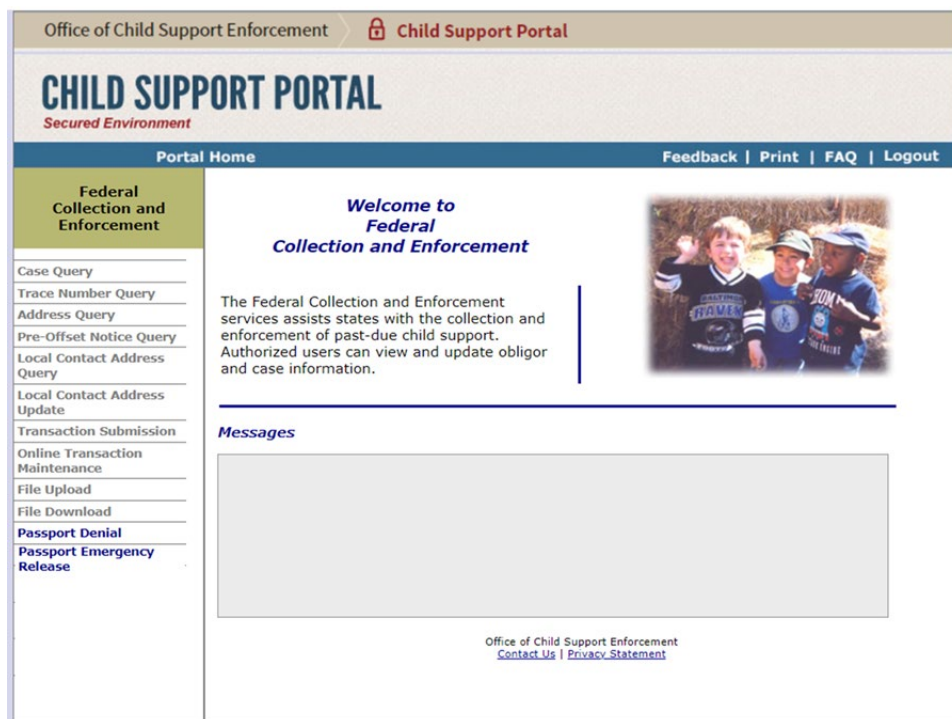 Office of Child Support Enforcement
Child Support Portal
CHILD SUPPORT PORTAL
Secured Environment
Portal Home
Feedback | Print | FAQ | Logout
Federal
Collection and
Enforcement
Case Query
Trace Number Query
Address Query
Pre-Offset Notice Query
Local Contact Address
Query
Local Contact Address
Update
Transaction Submission
Online Transaction
Maintenance
File Upload
File Download
Passport Denial
Passport Emergency
Release
Welcome to
Federal
Collection and Enforcement
The Federal Collection and Enforcement
services assists states with the collection and
enforcement of past-due child support.
Authorized users can view and update obligor
and case information.
BALTIMORE
RAVENS
Messages
Office of Child Support Enforcement
Contact Us | Privacy Statement